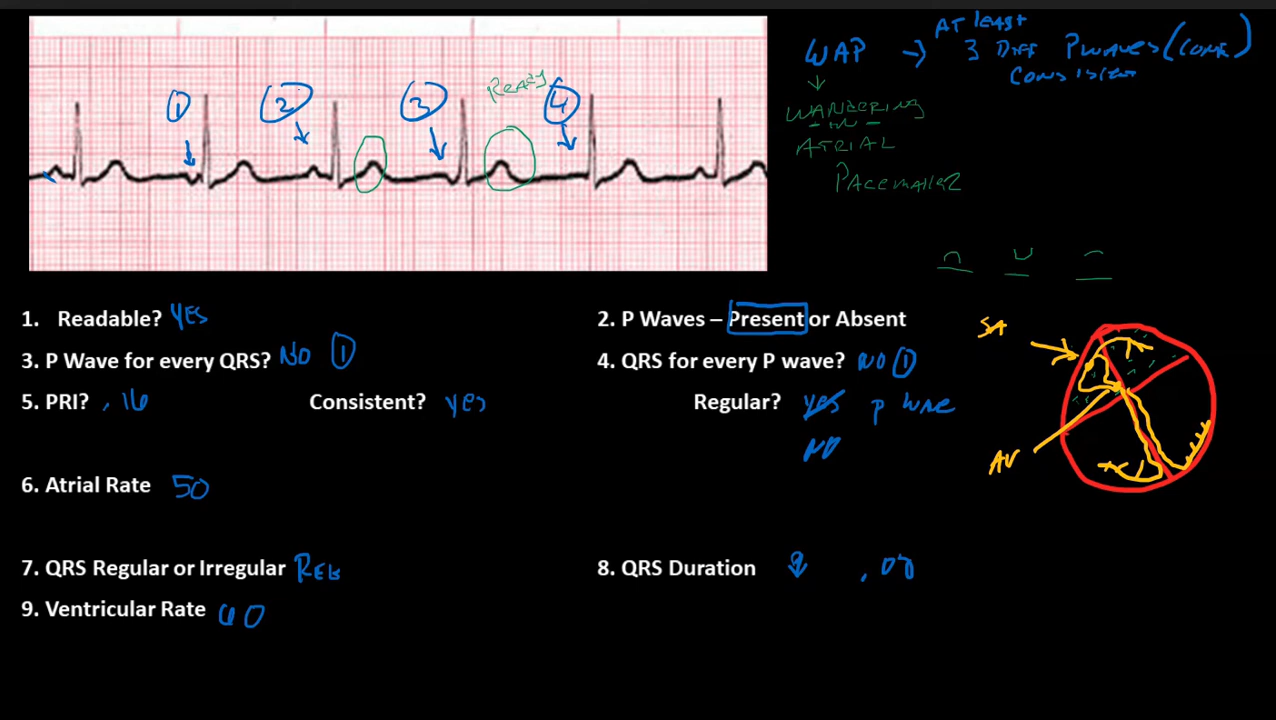 AT least
WAP → 3 DIFF P WAVES (COME)
Consistent
1 2 3 Ready 4
WANDERING
IN
ATRIAL
PACEMAKER
1. Readable? YES
2. P Waves – Present or Absent
SA
3. P Wave for every QRS? NO 1
4. QRS for every P wave? NO 1
5. PRI? .16 Consistent? yes Regular? yes P WAVE
NO
AV
6. Atrial Rate 50
7. QRS Regular or Irregular REG
8. QRS Duration
9. Ventricular Rate 60